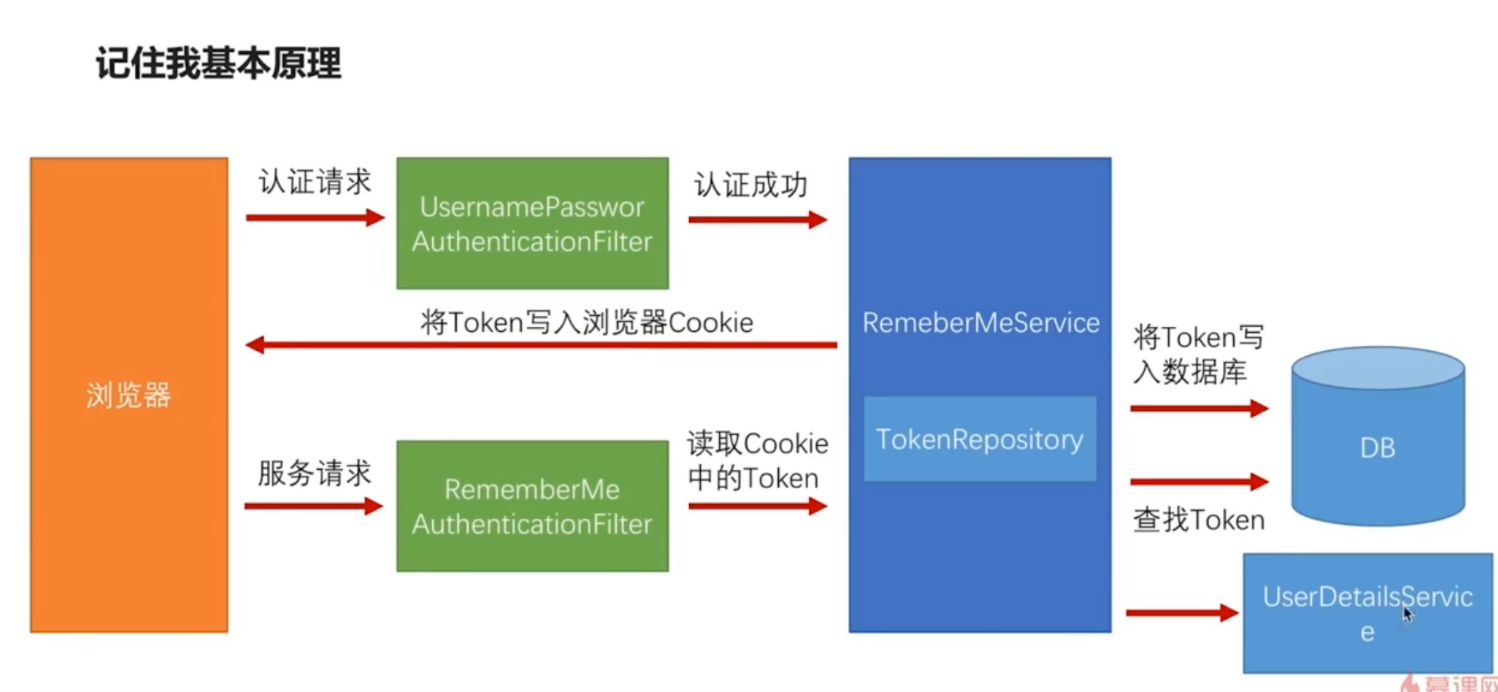 记住我基本原理
认证请求
UsernamePasswor
AuthenticationFilter
认证成功
将Token写入浏览器Cookie
浏览器
RemeberMeService
TokenRepository
将Token写
入数据库
DB
服务请求
RememberMe
AuthenticationFilter
读取Cookie
中的Token
查找Token
UserDetailsServic
e
慕课网